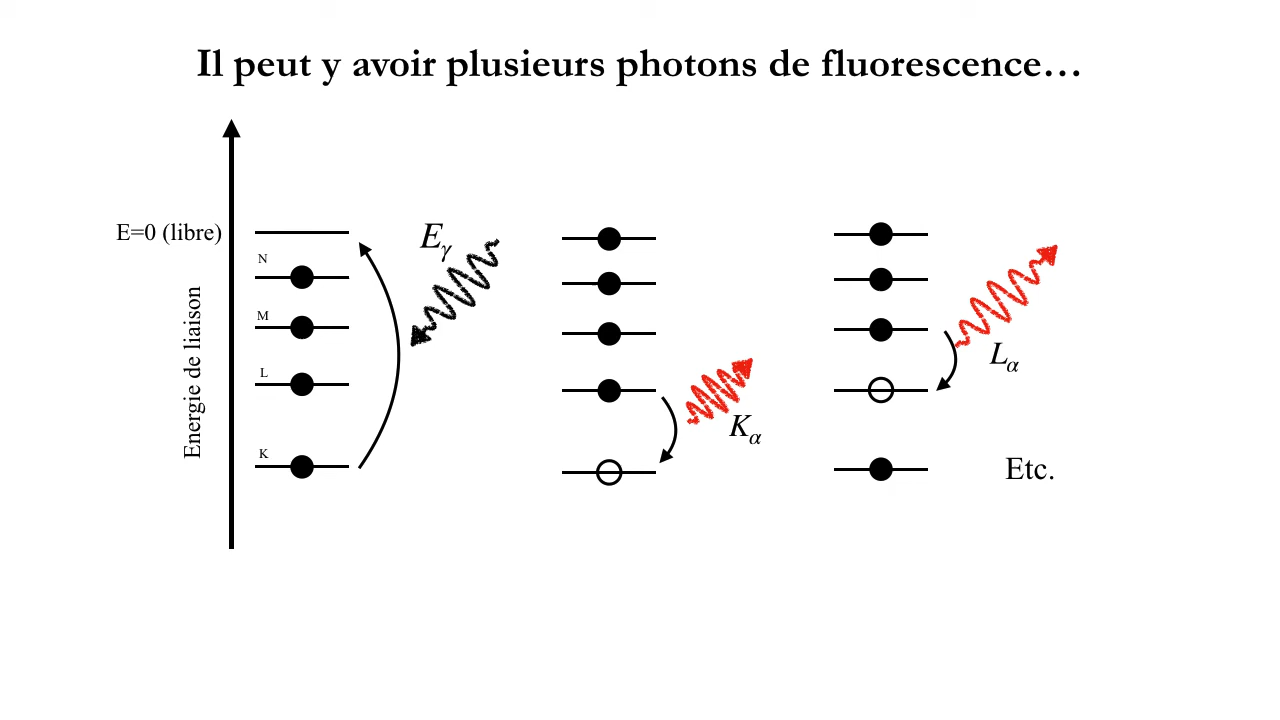 Il peut y avoir plusieurs photons de fluorescence…
E=0 (libre)
Energie de liaison
N
M
L
K
Eγ
Kα
Lα
Etc.